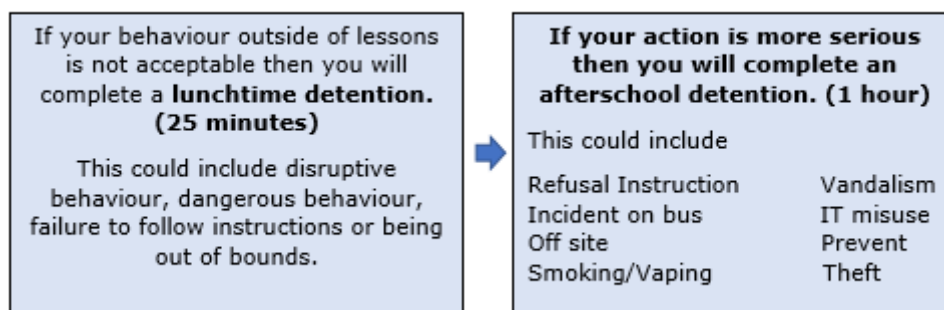 If your behaviour outside of lessons
is not acceptable then you will
complete a lunchtime detention.
(25 minutes)
This could include disruptive
behaviour, dangerous behaviour,
failure to follow instructions or being
out of bounds.
If your action is more serious
then you will complete an
afterschool detention. (1 hour)
This could include
Refusal Instruction Vandalism
Incident on bus IT misuse
Off site Prevent
Smoking/Vaping Theft